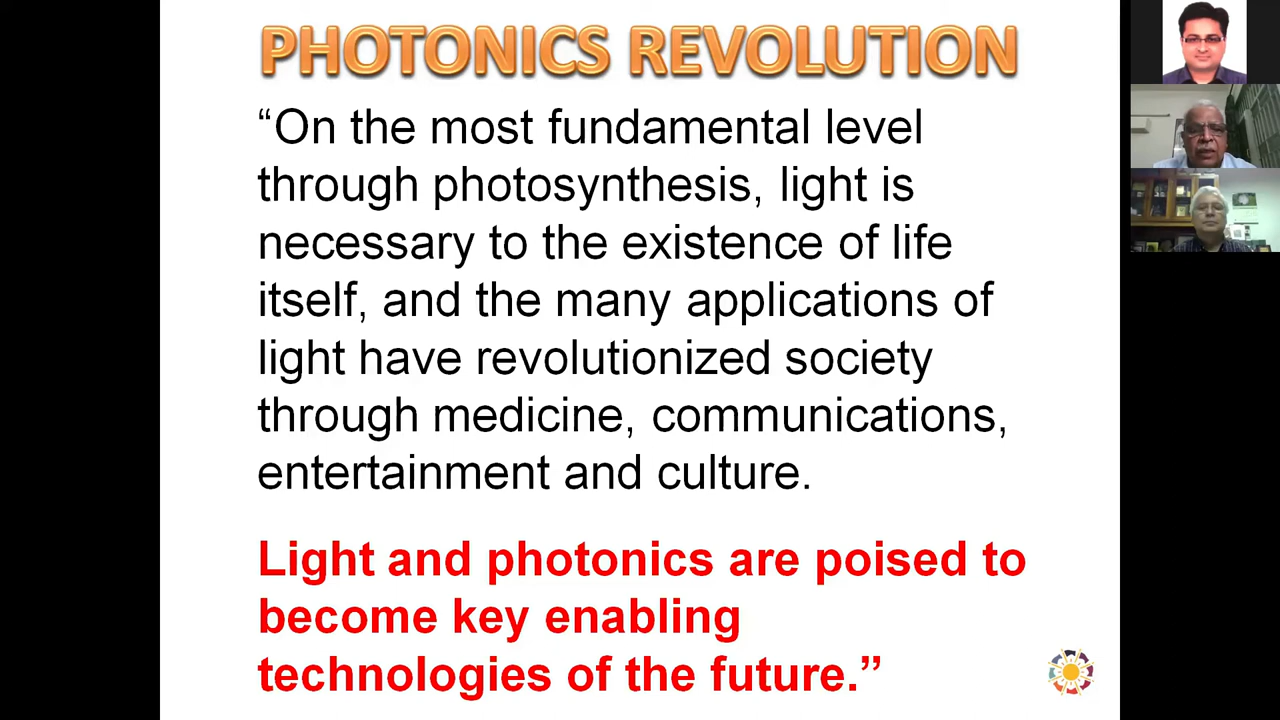 PHOTONICS REVOLUTION
“On the most fundamental level
through photosynthesis, light is
necessary to the existence of life
itself, and the many applications of
light have revolutionized society
through medicine, communications,
entertainment and culture.
Light and photonics are poised to
become key enabling
technologies of the future.”